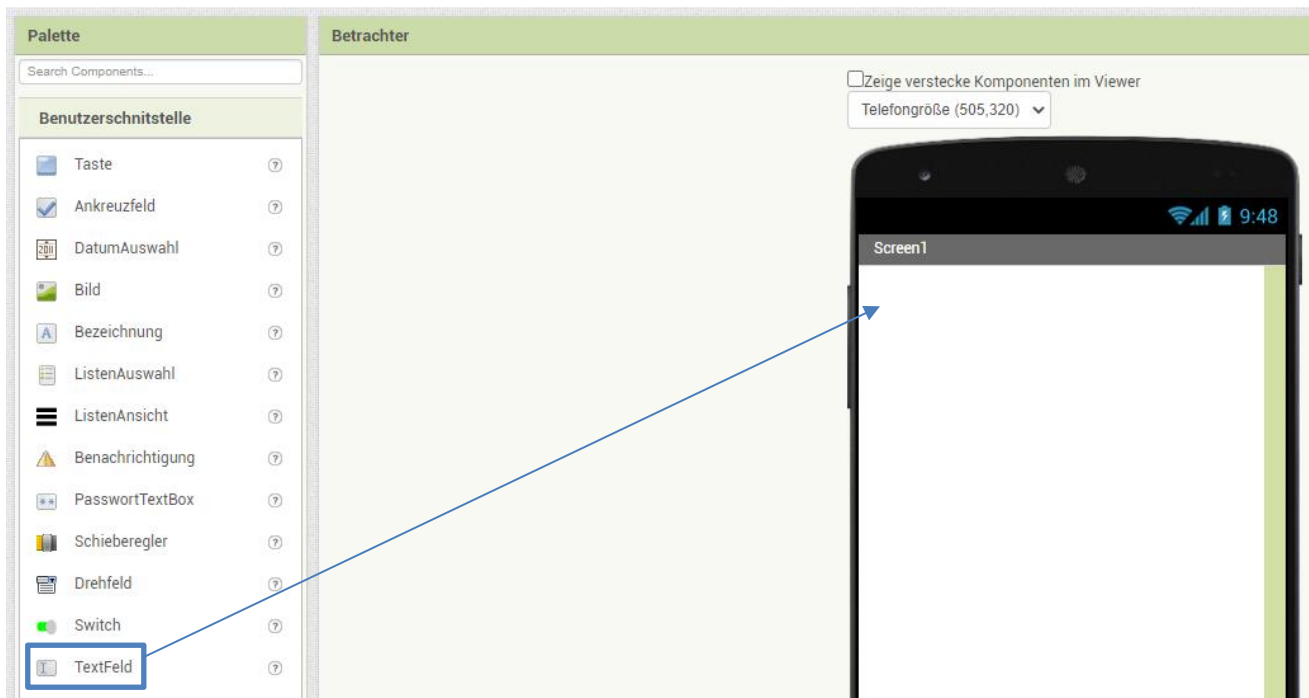 Palette
Search Components...
Benutzerschnitstelle
Taste
Ankreuzfeld
DatumAuswahl
Bild
Bezeichnung
ListenAuswahl
ListenAnsicht
Benachrichtigung
PasswortTextBox
Schieberegler
Drehfeld
Switch
TextFeld
Betrachter
Zeige verstecke Komponenten im Viewer
Telefongröße (505,320)
9:48
Screen1